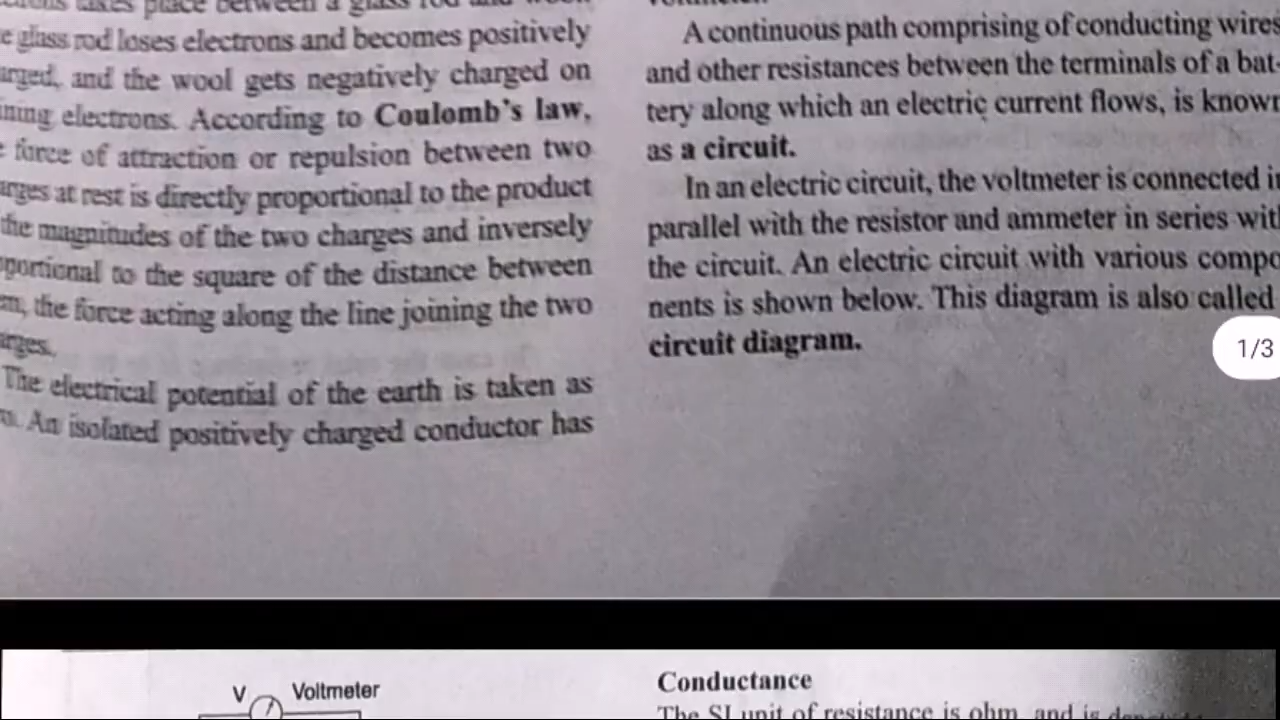 takes place between a glass rod and
glass rod loses electrons and becomes positively
and the wool gets negatively charged on
electrons. According to Coulomb's law,
force of attraction or repulsion between two
at rest is directly proportional to the product
the magnitudes of the two charges and inversely
to the square of the distance between
the force acting along the line joining the two
The electrical potential of the earth is taken as
An isolated positively charged conductor has
A continuous path comprising of conducting wires
and other resistances between the terminals of a bat-
tery along which an electric current flows, is known
as a circuit.
In an electric circuit, the voltmeter is connected
parallel with the resistor and ammeter in series
the circuit. An electric circuit with various compo
nents is shown below. This diagram is also called
circuit diagram.
1/3
V Voltmeter
Conductance
The SI unit of resistance is ohm, and is